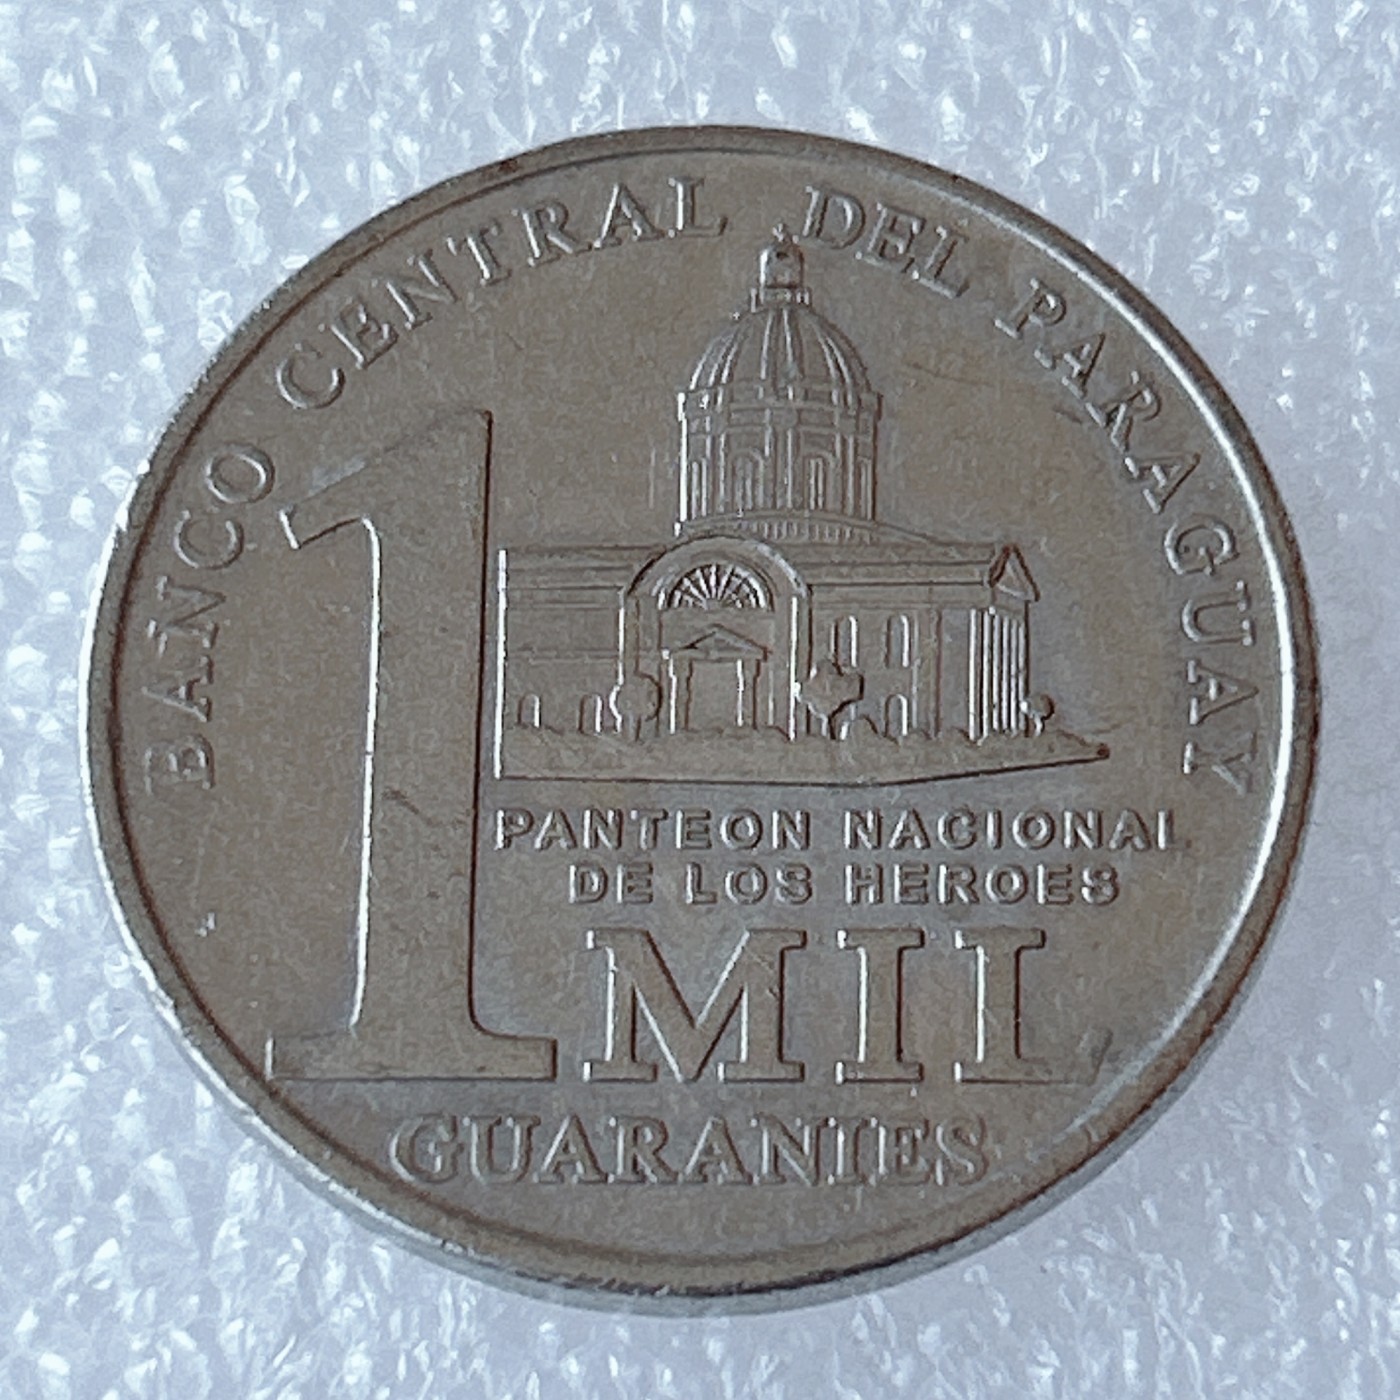 BANCO CENTRAL DEL PARAGUAY
PANTEON NACIONAL
DE LOS HEROES
1 MIL
GUARANIES